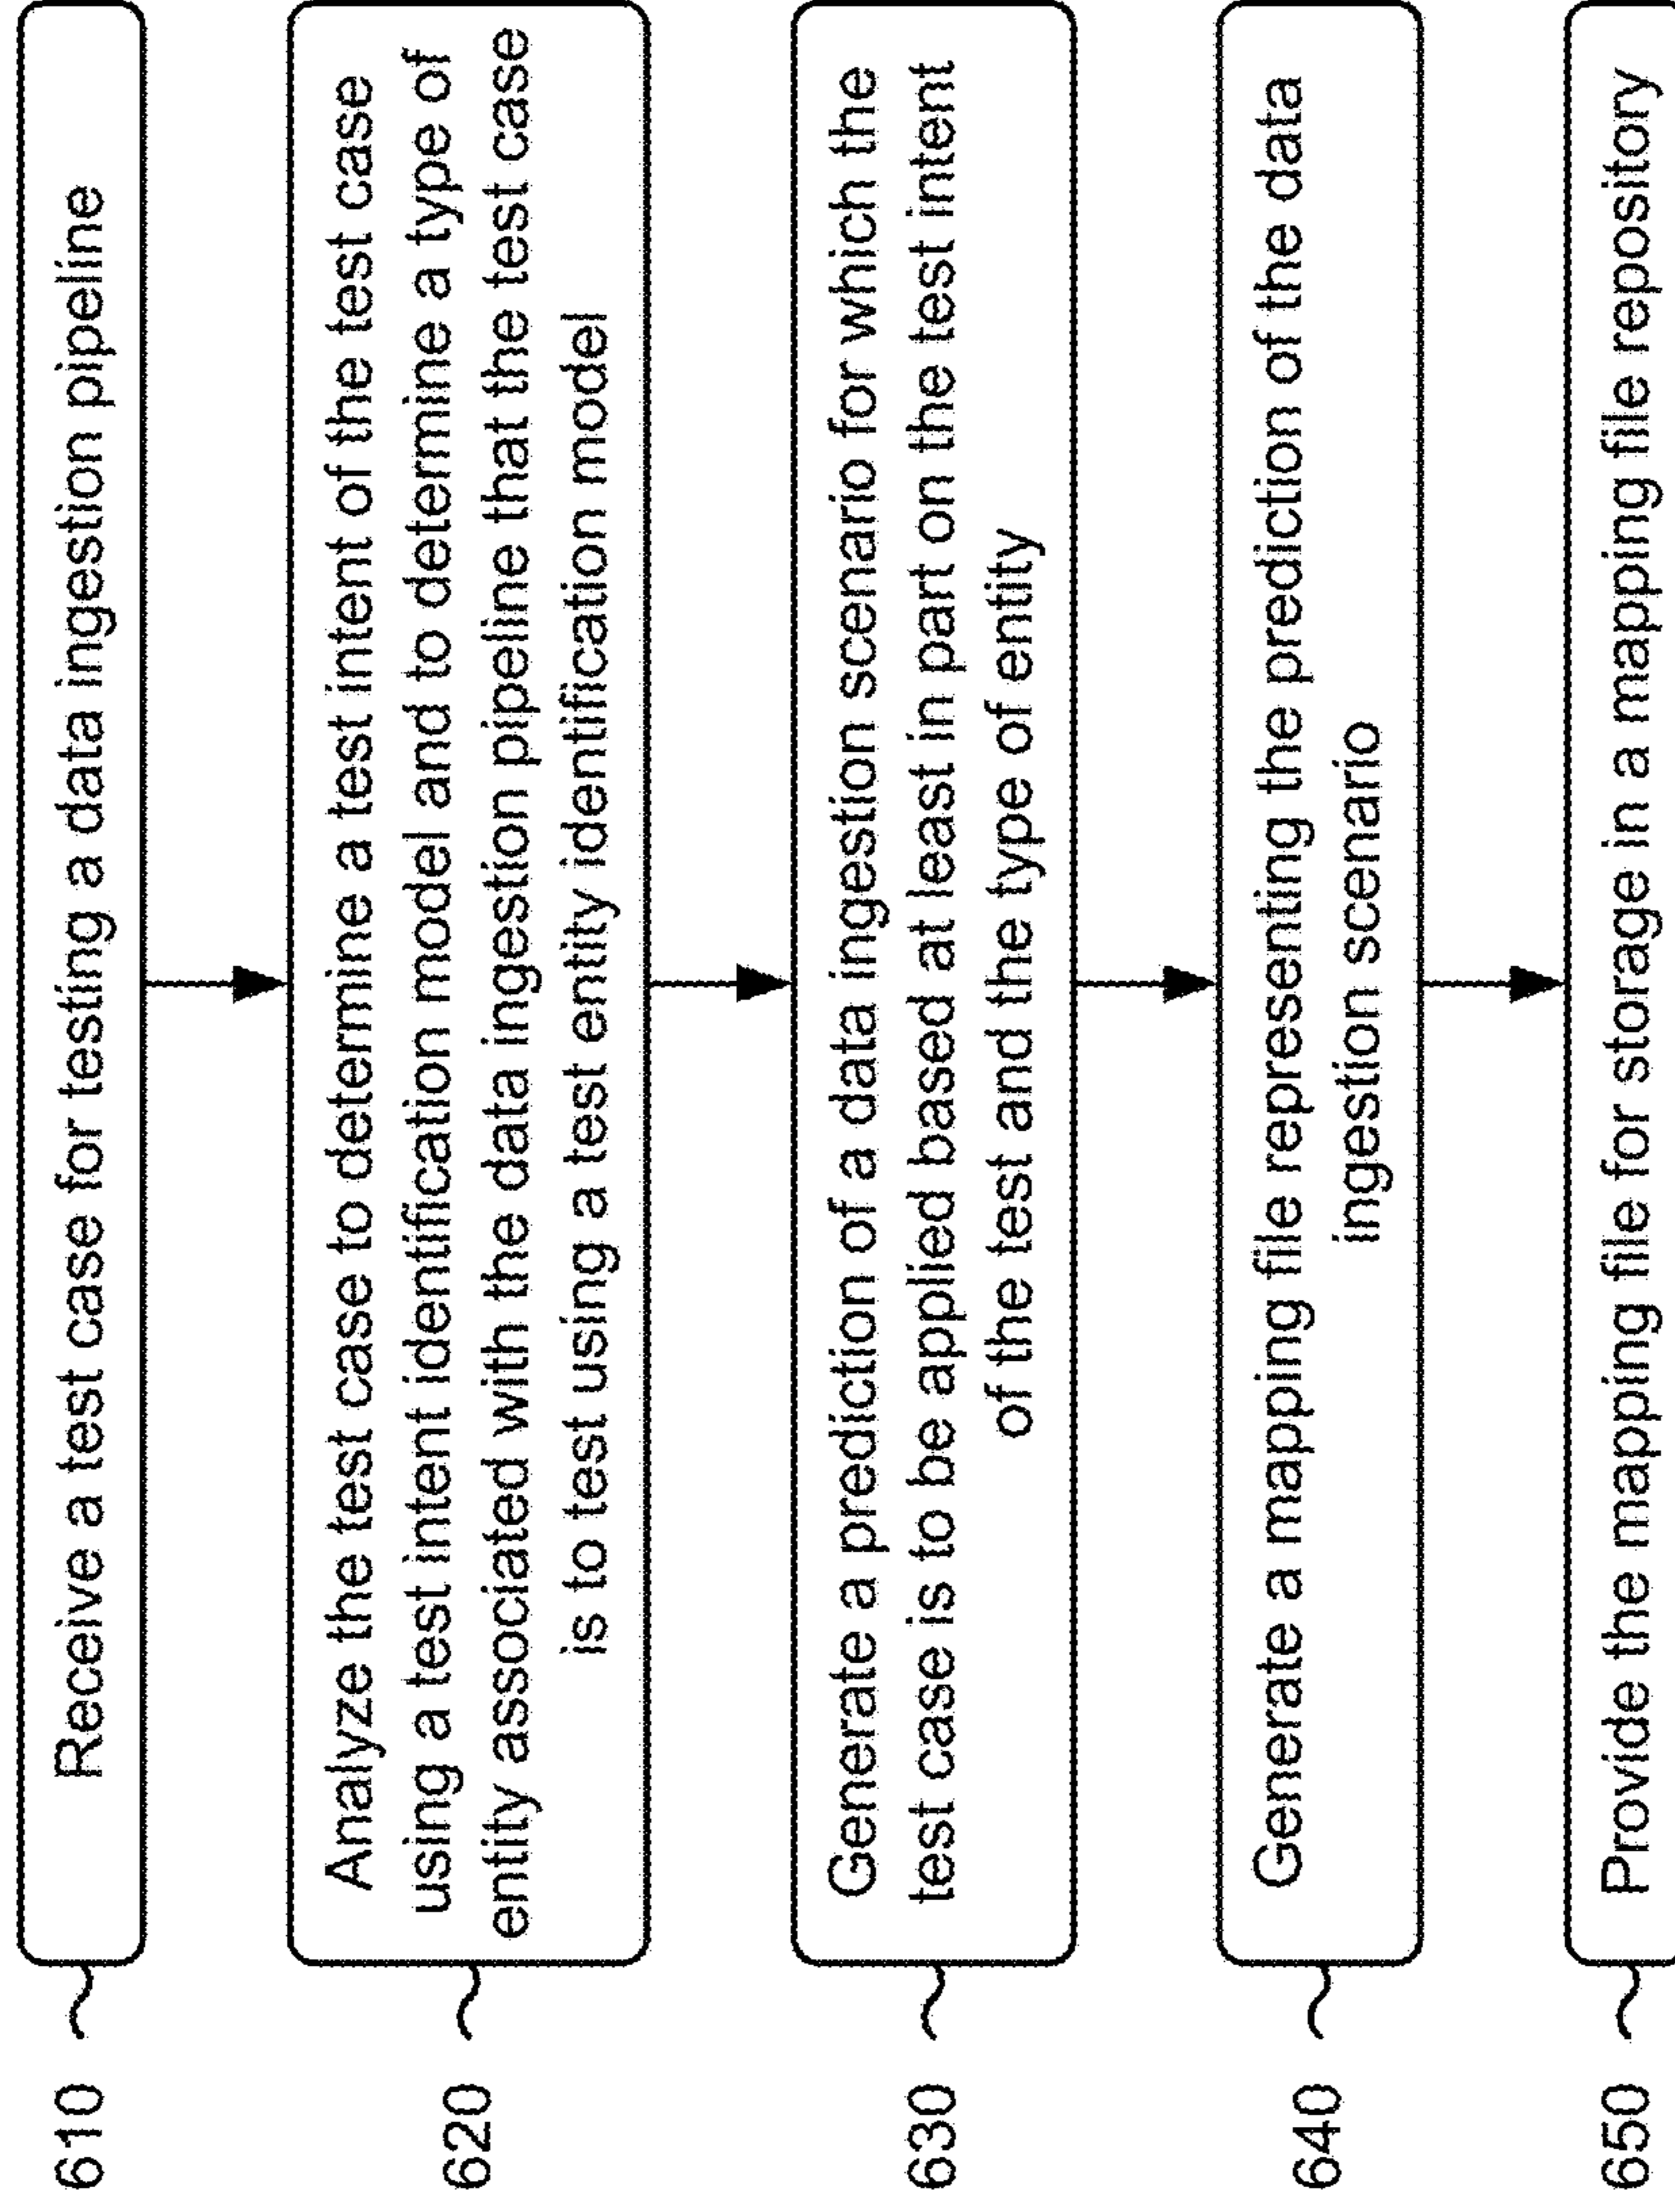 610
Receive a test case for testing a data ingestion pipeline
620
Analyze the test case to determine a test intent of the test case
using a test intent identification model and to determine a type of
entity associated with the data ingestion pipeline that the test case
is to test using a test entity identification model
630
Generate a prediction of a data ingestion scenario for which the
test case is to be applied based at least in part on the test intent
of the test and the type of entity
640
Generate a mapping file representing the prediction of the data
ingestion scenario
650
Provide the mapping file for storage in a mapping file repository